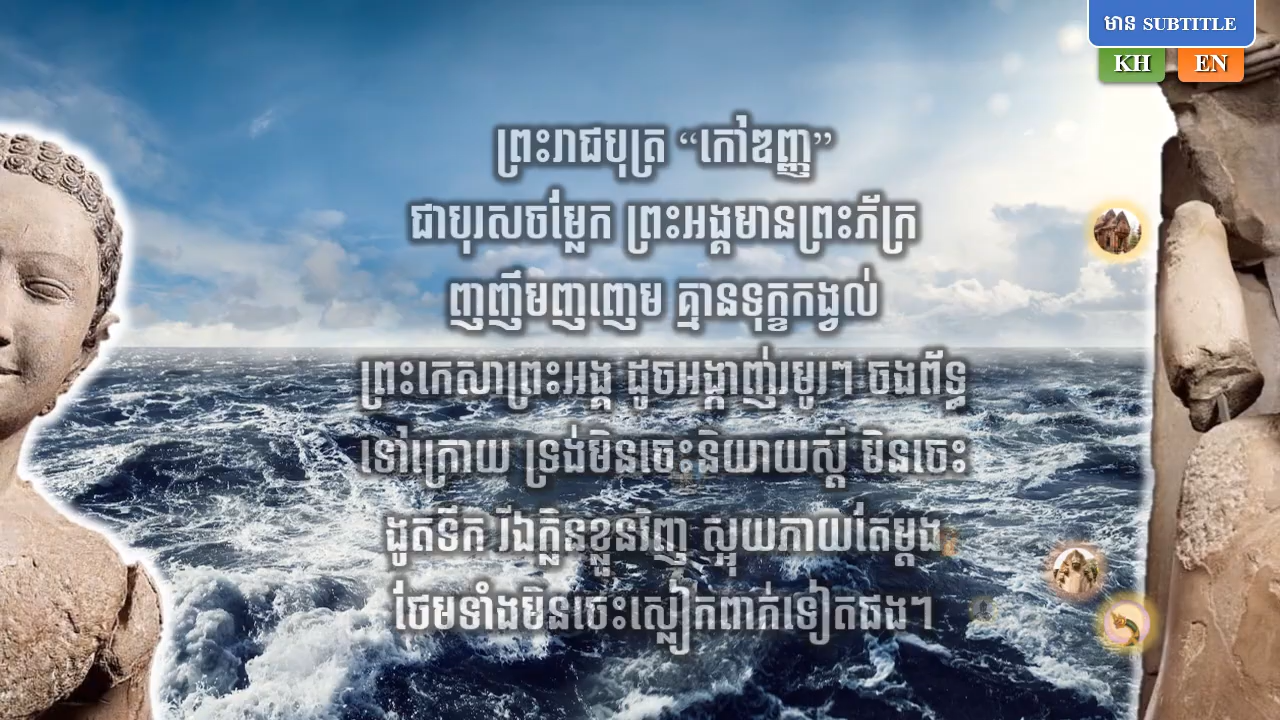 មាន SUBTITLE
KH EN
ព្រះរាជបុត្រ “កៅឌញ្ញ”
ជាបុរសចម្លែក ព្រះអង្គមានព្រះភ័ក្រ
ញញឹមញញែម គ្មានទុក្ខកង្វល់
ព្រះកេសាព្រះអង្គ ដូចអង្គាញ់រមូរៗ ចងព័ទ្ធ
ទៅក្រោយ ទ្រង់មិនចេះនិយាយស្តី មិនចេះ
ងូតទឹក រីឯក្លិនខ្លួនវិញ ស្អុយភាយតែម្តង
ថែមទាំងមិនចេះស្លៀកពាក់ទៀតផងៗ